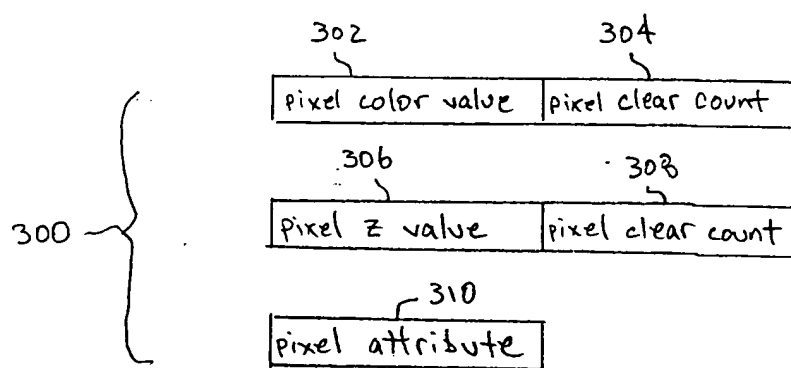 302 304
pixel color value pixel clear count
306 308
pixel z value pixel clear count
300
310
pixel attribute